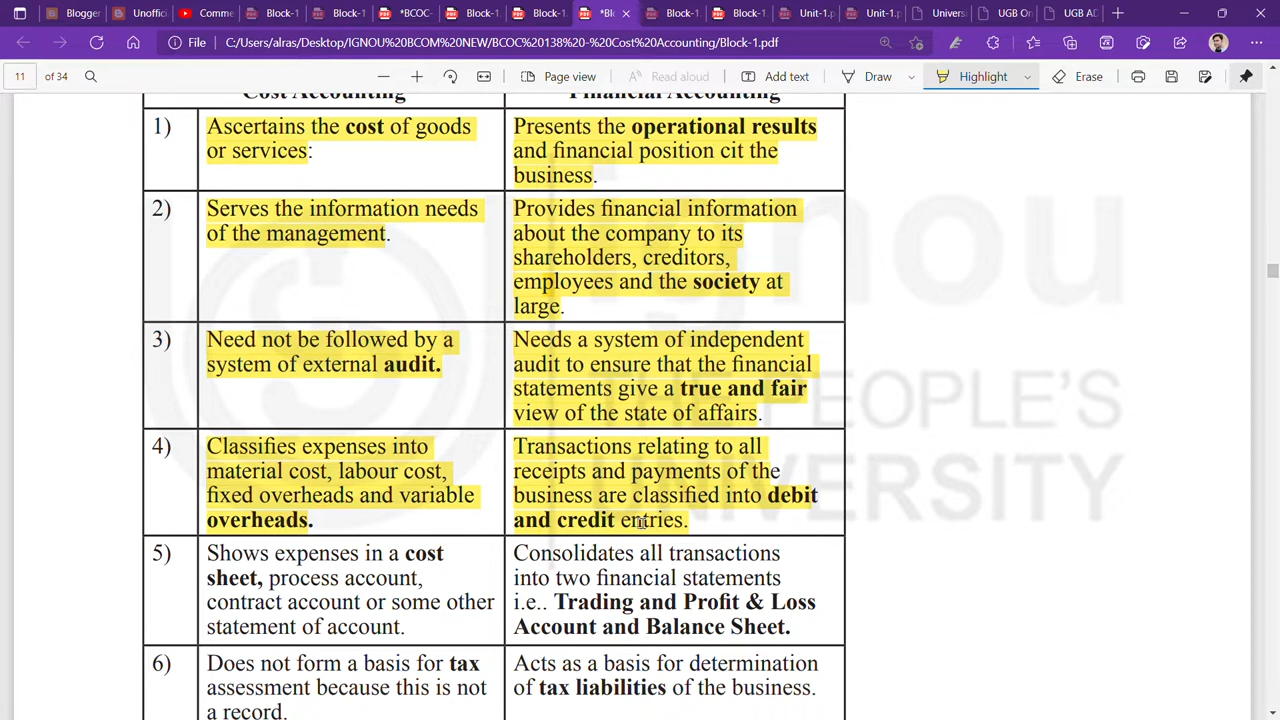 Blogger
Unoffici
Comme
Block-1
Block-1
*BCOC-
Block-1.
Block-1
*Blo
Block-1.
Block-1.
Unit-1.p
Unit-1.p
Universi
UGB On
UGB AD
File
C:/Users/alras/Desktop/IGNOU%20BCOM%20NEW/BCOC%20138%20-%20Cost%20Accounting/Block-1.pdf
11
of 34
Page view
Read aloud
Add text
Draw
Highlight
Erase
Cost Accounting
Financial Accounting
1)
Ascertains the cost of goods
or services:
Presents the operational results
and financial position cit the
business.
2)
Serves the information needs
of the management.
Provides financial information
about the company to its
shareholders, creditors,
employees and the society at
large.
3)
Need not be followed by a
system of external audit.
Needs a system of independent
audit to ensure that the financial
statements give a true and fair
view of the state of affairs.
4)
Classifies expenses into
material cost, labour cost,
fixed overheads and variable
overheads.
Transactions relating to all
receipts and payments of the
business are classified into debit
and credit entries.
5)
Shows expenses in a cost
sheet, process account,
contract account or some other
statement of account.
Consolidates all transactions
into two financial statements
i.e.. Trading and Profit & Loss
Account and Balance Sheet.
6)
Does not form a basis for tax
assessment because this is not
a record.
Acts as a basis for determination
of tax liabilities of the business.
ignou
THE PEOPLE'S
UNIVERSITY